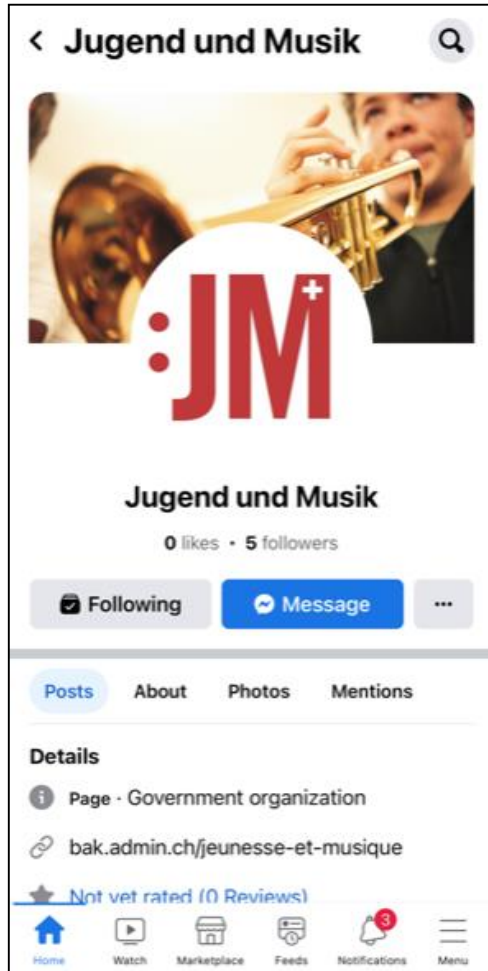 Jugend und Musik
:JM
Jugend und Musik
0 likes • 5 followers
Following
Message
Posts About Photos Mentions
Details
Page · Government organization
bak.admin.ch/jeunesse-et-musique
Not yet rated (0 Reviews)
3
Home Watch Marketplace Feeds Notifications Menu